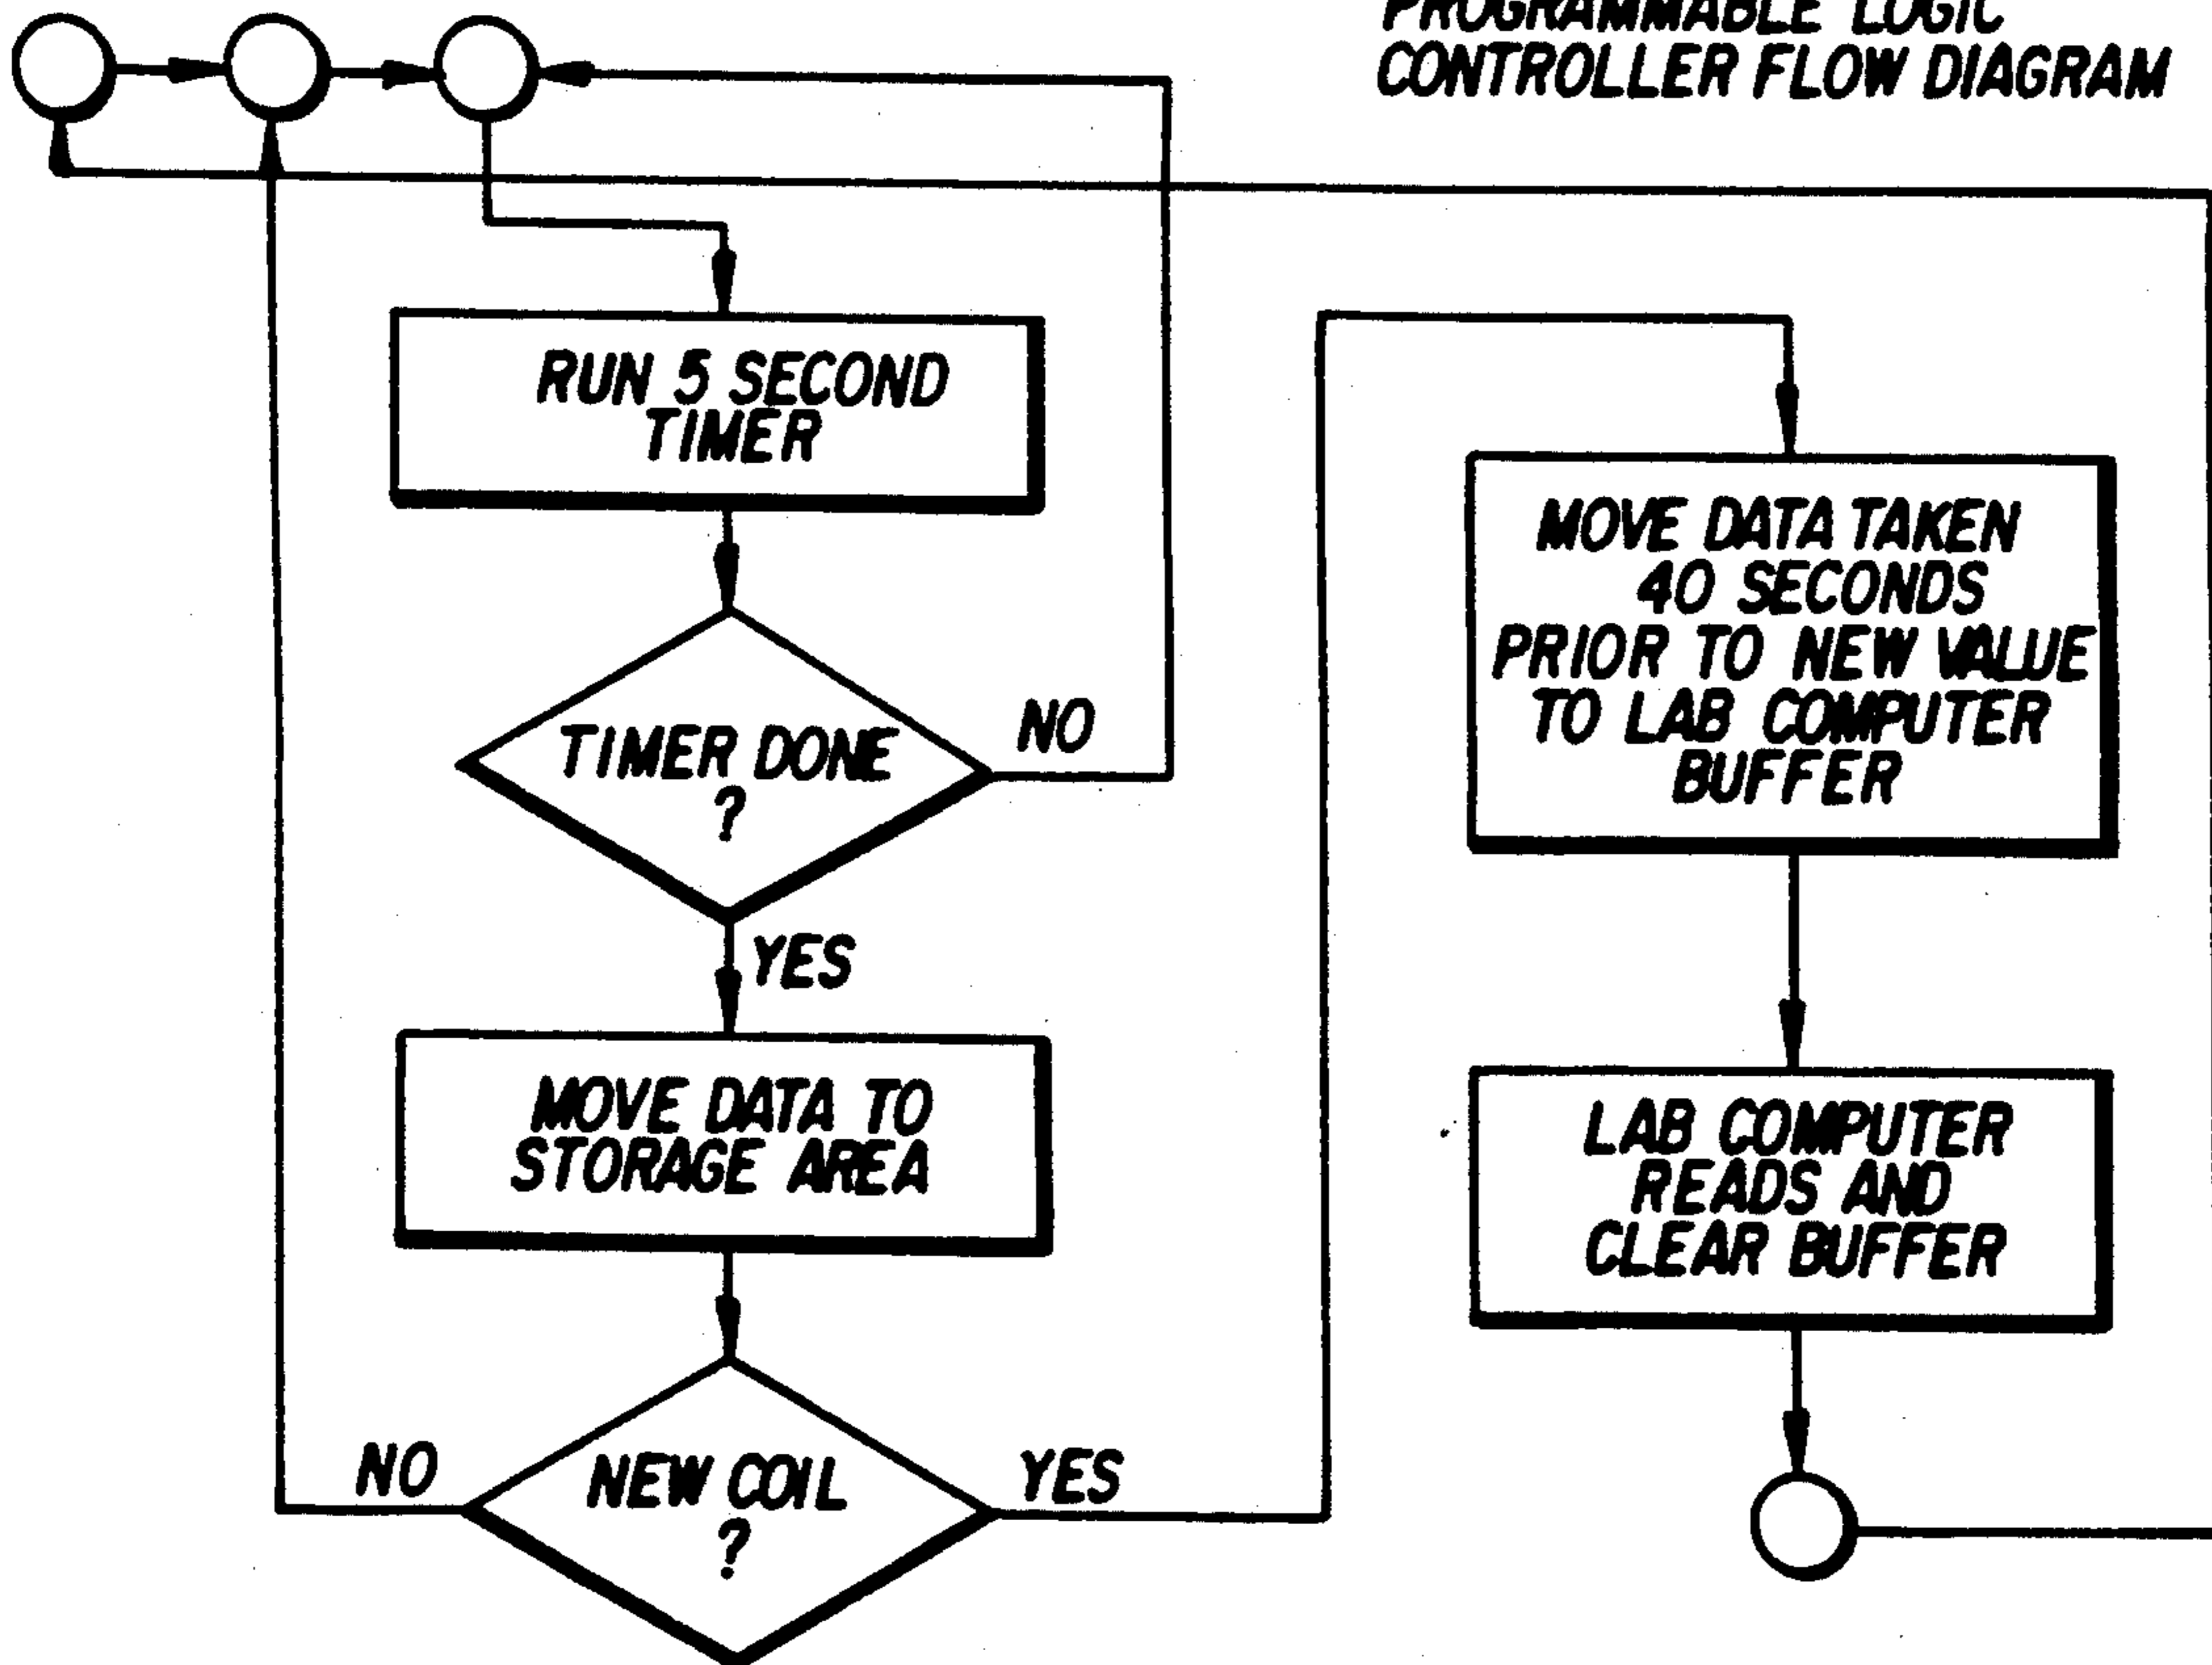 PROGRAMMABLE LOGIC
CONTROLLER FLOW DIAGRAM
RUN 5 SECOND
TIMER
TIMER DONE
?
NO
YES
MOVE DATA TO
STORAGE AREA
NEW COIL
?
NO
YES
MOVE DATA TAKEN
40 SECONDS
PRIOR TO NEW VALUE
TO LAB COMPUTER
BUFFER
LAB COMPUTER
READS AND
CLEAR BUFFER